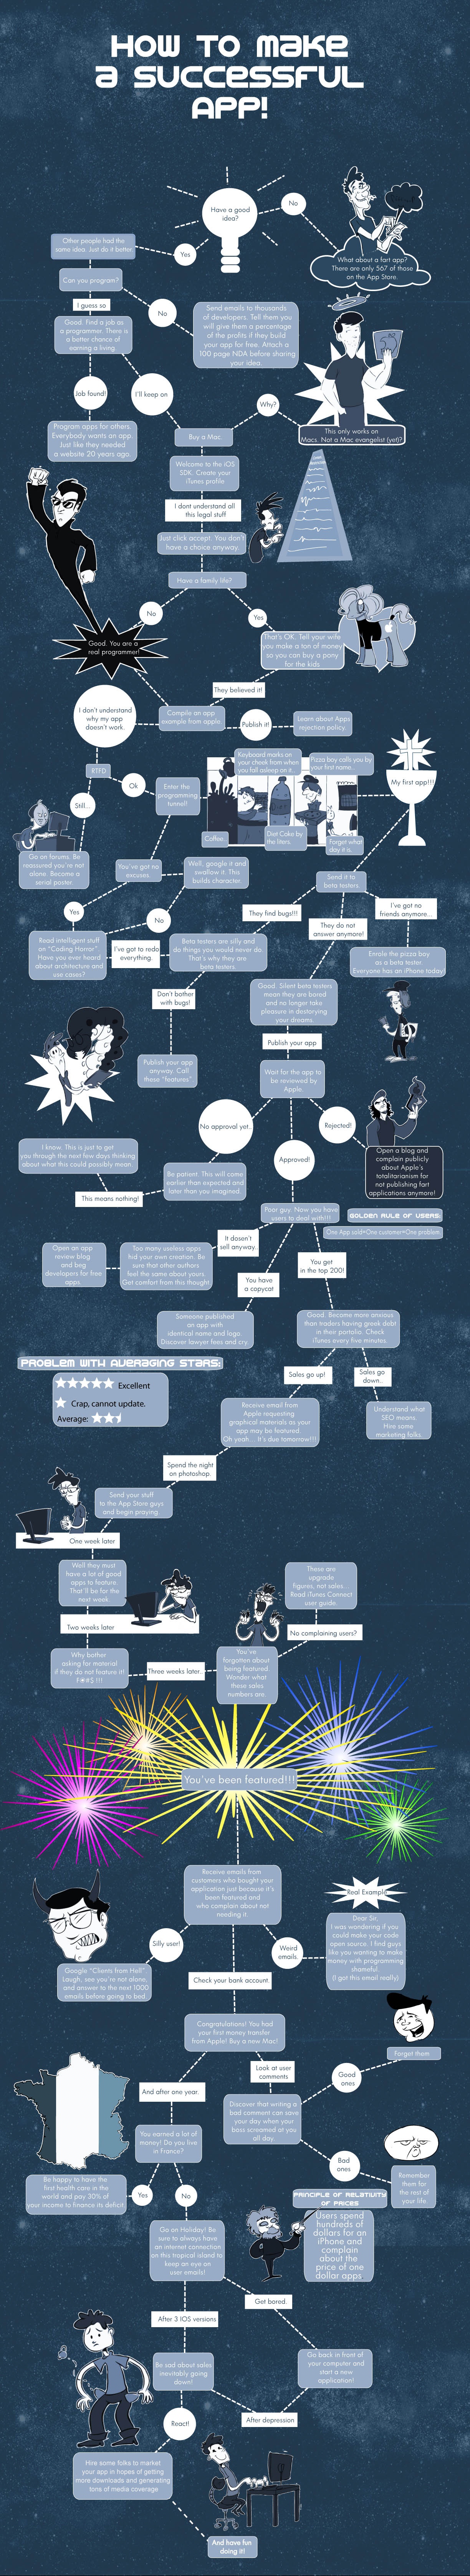 HOW TO MAKE
A SUCCESSFUL
APP!
Have a good
idea?
No
Yes
Other people had the
same idea. Just do it better.
What about a fart app?
There are only 567 of those
on the App Store.
Can you program?
I guess so
No
Good. Find a job as
a programmer. There is
a better chance of
earning a living.
Send emails to thousands
of developers. Tell them you
will give them a percentage
of the profits if they build
your app for free. Attach a
100 page NDA before sharing
your idea.
Job found!
I'll keep on
Why?
Program apps for others.
Everybody wants an app.
Just like they needed
a website 20 years ago.
Buy a Mac.
This only works on
Macs. Not a Mac evangelist (yet)?
Welcome to the iOS
SDK. Create your
iTunes profile
I dont understand all
this legal stuff
Just click accept. You don't
have a choice anyway.
Have a family life?
No
Yes
Good. You are a
real programmer!
That's OK. Tell your wife
you make a ton of money
so you can buy a pony
for the kids
They believed it!
I don't understand
why my app
doesn't work.
Compile an app
example from apple.
Publish it!
Learn about Apps
rejection policy.
RTFD
Ok
Still...
Enter the
programming
tunnel!
Keyboard marks on
your cheek from when
you fall asleep on it...
Pizza boy calls you by
your first name.
My first app!!!
Coffee.
Diet Coke by
the liters.
Forgot what
day it is.
Go on forums. Be
reassured you're not
alone. Become a
serial poster.
You've got no
excuses.
Well, google it and
swallow it. This
builds character.
Send it to
beta testers.
Yes
No
They find bugs!!!
They do not
answer anymore!
I've got no
friends anymore...
Read intelligent stuff
on "Coding Horror".
Have you ever heard
about architecture and
use cases?
I've got to redo
everything.
Beta testers are silly and
do things you would never do.
That's why they are
beta testers.
Enrole the pizza boy
as a beta tester.
Everyone has an iPhone today!
Don't bother
with bugs!
Good. Silent beta testers
mean they are bored
and no longer take
pleasure in destorying
your dreams.
Publish your app
Publish your app
anyway. Call
these "features".
Wait for the app to
be reviewed by
Apple.
No approval yet..
Rejected!
Approved!
I know. This is just to get
you through the next few days thinking
about what this could possibly mean.
Be patient. This will come
earlier than expected and
later than you imagined.
This means nothing!
Open a blog and
complain publicly
about Apple's
totalitarianism for
not publishing fart
applications anymore!
Poor guy. Now you have
users to deal with!!!
GOLDEN RULE OF USERS:
One App sold=One customer=One problem
It doesn't
sell anyway.
You have
a copycat
You get
in the top 200!
Open an app
review blog
and beg
developers for free
apps.
Too many useless apps
hid your own creation. Be
sure that other authors
feel the same about yours.
Get comfort from this thought
Someone published
an app with
identical name and logo.
Discover lawyer fees and cry.
Good. Become more anxious
than traders having greek debt
in their portolio. Check
iTunes every five minutes.
PROBLEM WITH AVERAGING STARS:
Excellent
Crap, cannot update.
Average:
Sales go up!
Sales go
down..
Receive email from
Apple requesting
graphical materials as your
app may be featured.
Oh yeah... It's due tomorrow!!!
Understand what
SEO means.
Hire some
marketing folks.
Spend the night
on photoshop.
Send your stuff
to the App Store guys
and begin praying.
One week later
Well they must
have a lot of good
apps to feature.
That'll be for the
next week.
These are
upgrade
figures, not sales...
Read iTunes Connect
user guide.
Two weeks later
No complaining users?
Why bother
asking for material
if they do not feature it!
Three weeks later..
You've
forgotten about
being featured.
Wonder what
these sales
numbers are.
You've been featured!!!
Receive emails from
customers who bought your
application just because it's
been featured and
who complain about not
needing it.
Real Example
Silly user!
Weird
emails.
Dear Sir,
I was wondering if you
could make your code
open source. I find guys
like you wanting to make
money with programming
shameful.
(I got this email really)
Google "Clients from Hell"
Laugh, see you're not alone,
and answer to the next 1000
emails before going to bed.
Check your bank account.
Congratulations! You had
your first money transfer
from Apple! Buy a new Mac!
Forget them
Look at user
comments
Good
ones
And after one year..
Discover that writing a
bad comment can save
your day when your
boss screamed at you
all day.
You earned a lot of
money! Do you live
in France?
Bad
ones
Remember
them for
the rest of
your life.
Be happy to have the
first health care in the
world and pay 30% of
your income to finance its deficit.
Yes
No
PRINCIPLE OF RELATIVITY
OF PRICES
Users spend
hundreds of
dollars for an
iPhone and
complain
about the
price of one
dollar apps
Go on Holiday! Be
sure to always have
an internet connection
on this tropical island to
keep an eye on
user emails!
Get bored.
After 3 IOS versions
Be sad about sales
inevitably going
down!
Go back in front of
your computer and
start a new
application!
After depression
React!
Hire some folks to market
your app in hopes of getting
more downloads and generating
tons of media coverage
And have fun
doing it!